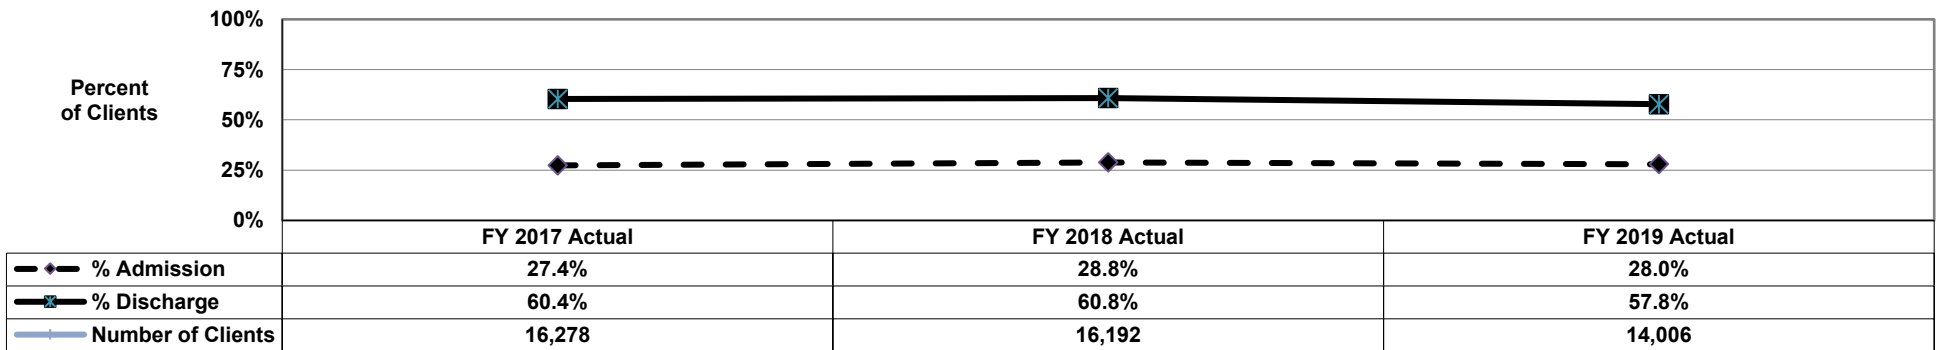 100%
75%
Percent
of Clients
50%
25%
0%
FY 2017 Actual FY 2018 Actual FY 2019 Actual
% Admission 27.4% 28.8% 28.0%
% Discharge 60.4% 60.8% 57.8%
Number of Clients 16,278 16,192 14,006